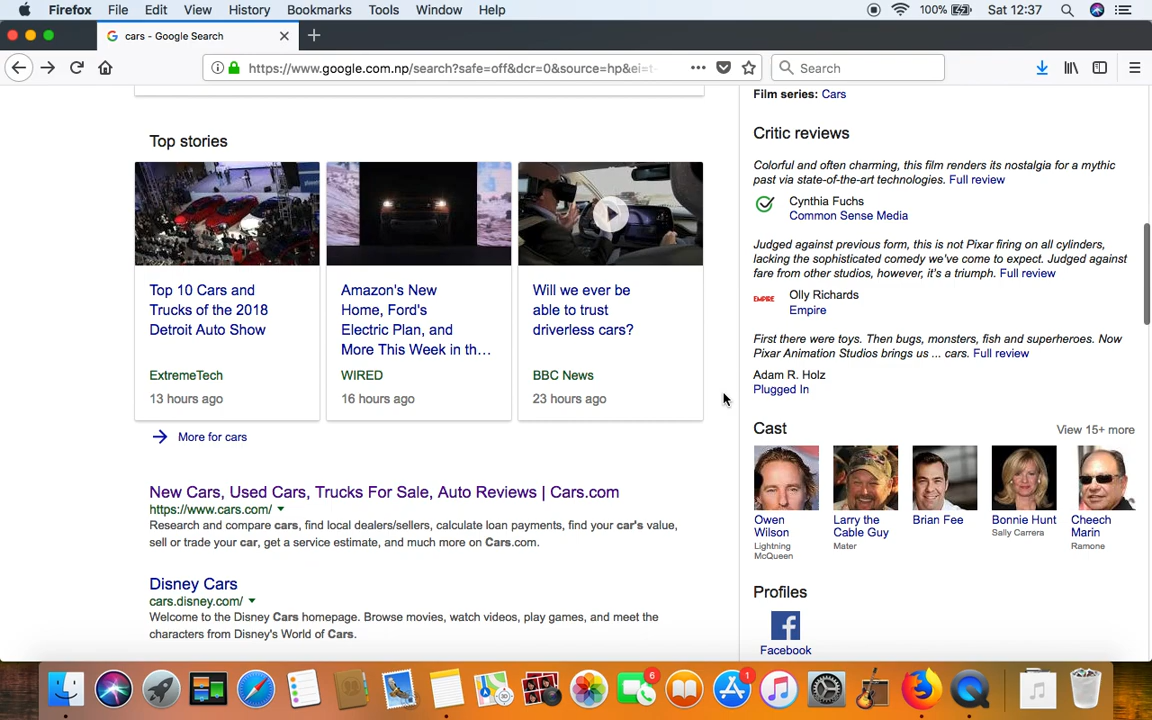 Firefox File Edit View History Bookmarks Tools Window Help 100% Sat 12:37
cars - Google Search
https://www.google.com.np/search?safe=off&dcr=0&source=hp&ei=t-
Search
Top stories
Top 10 Cars and
Trucks of the 2018
Detroit Auto Show
ExtremeTech
13 hours ago
Amazon's New
Home, Ford's
Electric Plan, and
More This Week in th...
WIRED
16 hours ago
Will we ever be
able to trust
driverless cars?
BBC News
23 hours ago
More for cars
New Cars, Used Cars, Trucks For Sale, Auto Reviews | Cars.com
https://www.cars.com/
Research and compare cars, find local dealers/sellers, calculate loan payments, find your car's value,
sell or trade your car, get a service estimate, and much more on Cars.com.
Disney Cars
cars.disney.com/
Welcome to the Disney Cars homepage. Browse movies, watch videos, play games, and meet the
characters from Disney's World of Cars.
Film series: Cars
Critic reviews
Colorful and often charming, this film renders its nostalgia for a mythic
past via state-of-the-art technologies. Full review
Cynthia Fuchs
Common Sense Media
Judged against previous form, this is not Pixar firing on all cylinders,
lacking the sophisticated comedy we've come to expect. Judged against
fare from other studios, however, it's a triumph. Full review
EMPIRE
Olly Richards
Empire
First there were toys. Then bugs, monsters, fish and superheroes. Now
Pixar Animation Studios brings us ... cars. Full review
Adam R. Holz
Plugged In
Cast
View 15+ more
Owen
Wilson
Lightning
McQueen
Larry the
Cable Guy
Mater
Brian Fee
Bonnie Hunt
Sally Carrera
Cheech
Marin
Ramone
Profiles
Facebook
6
1